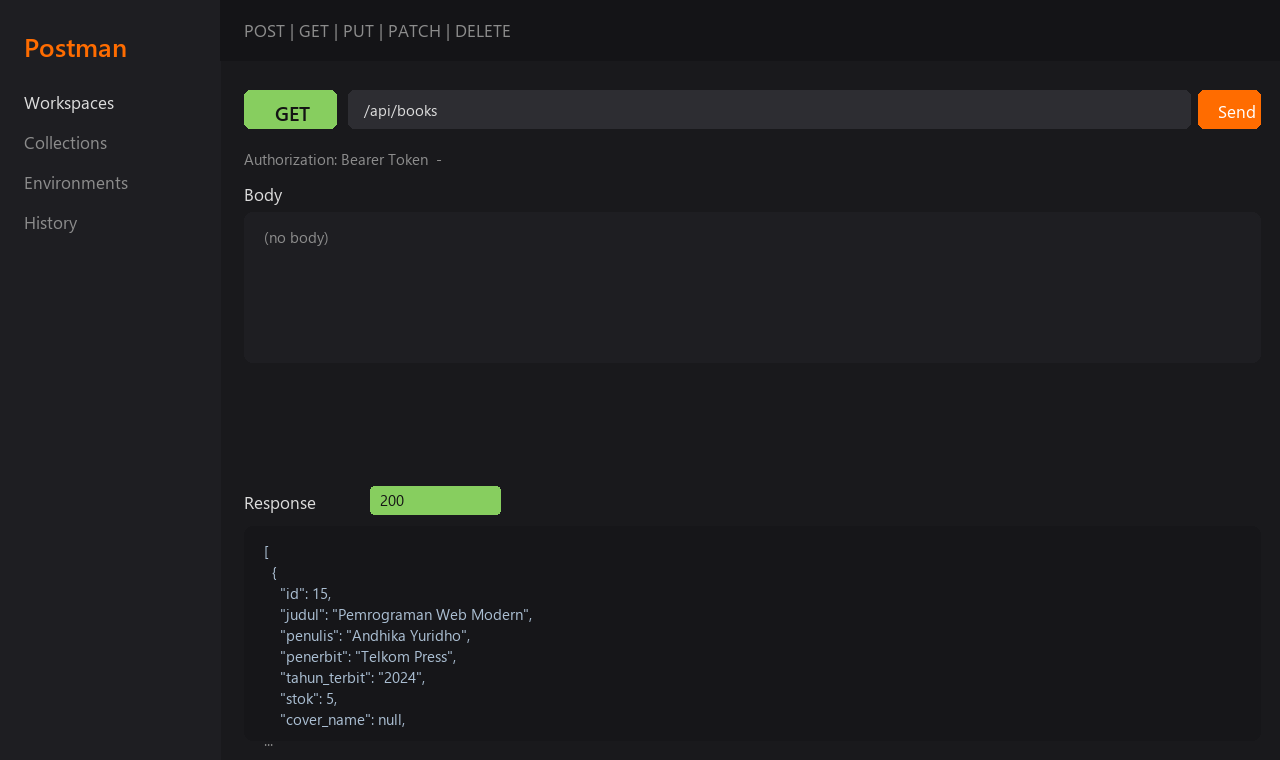 Postman
Workspaces
Collections
Environments
History
POST | GET | PUT | PATCH | DELETE
GET
/api/books
Send
Authorization: Bearer Token  -
Body
(no body)
Response
200
[
  {
    "id": 15,
    "judul": "Pemrograman Web Modern",
    "penulis": "Andhika Yuridho",
    "penerbit": "Telkom Press",
    "tahun_terbit": "2024",
    "stok": 5,
    "cover_name": null,
...